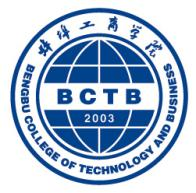 蚌埠工商学院
BCTB
2003
BENGBU COLLEGE OF TECHNOLOGY AND BUSINESS